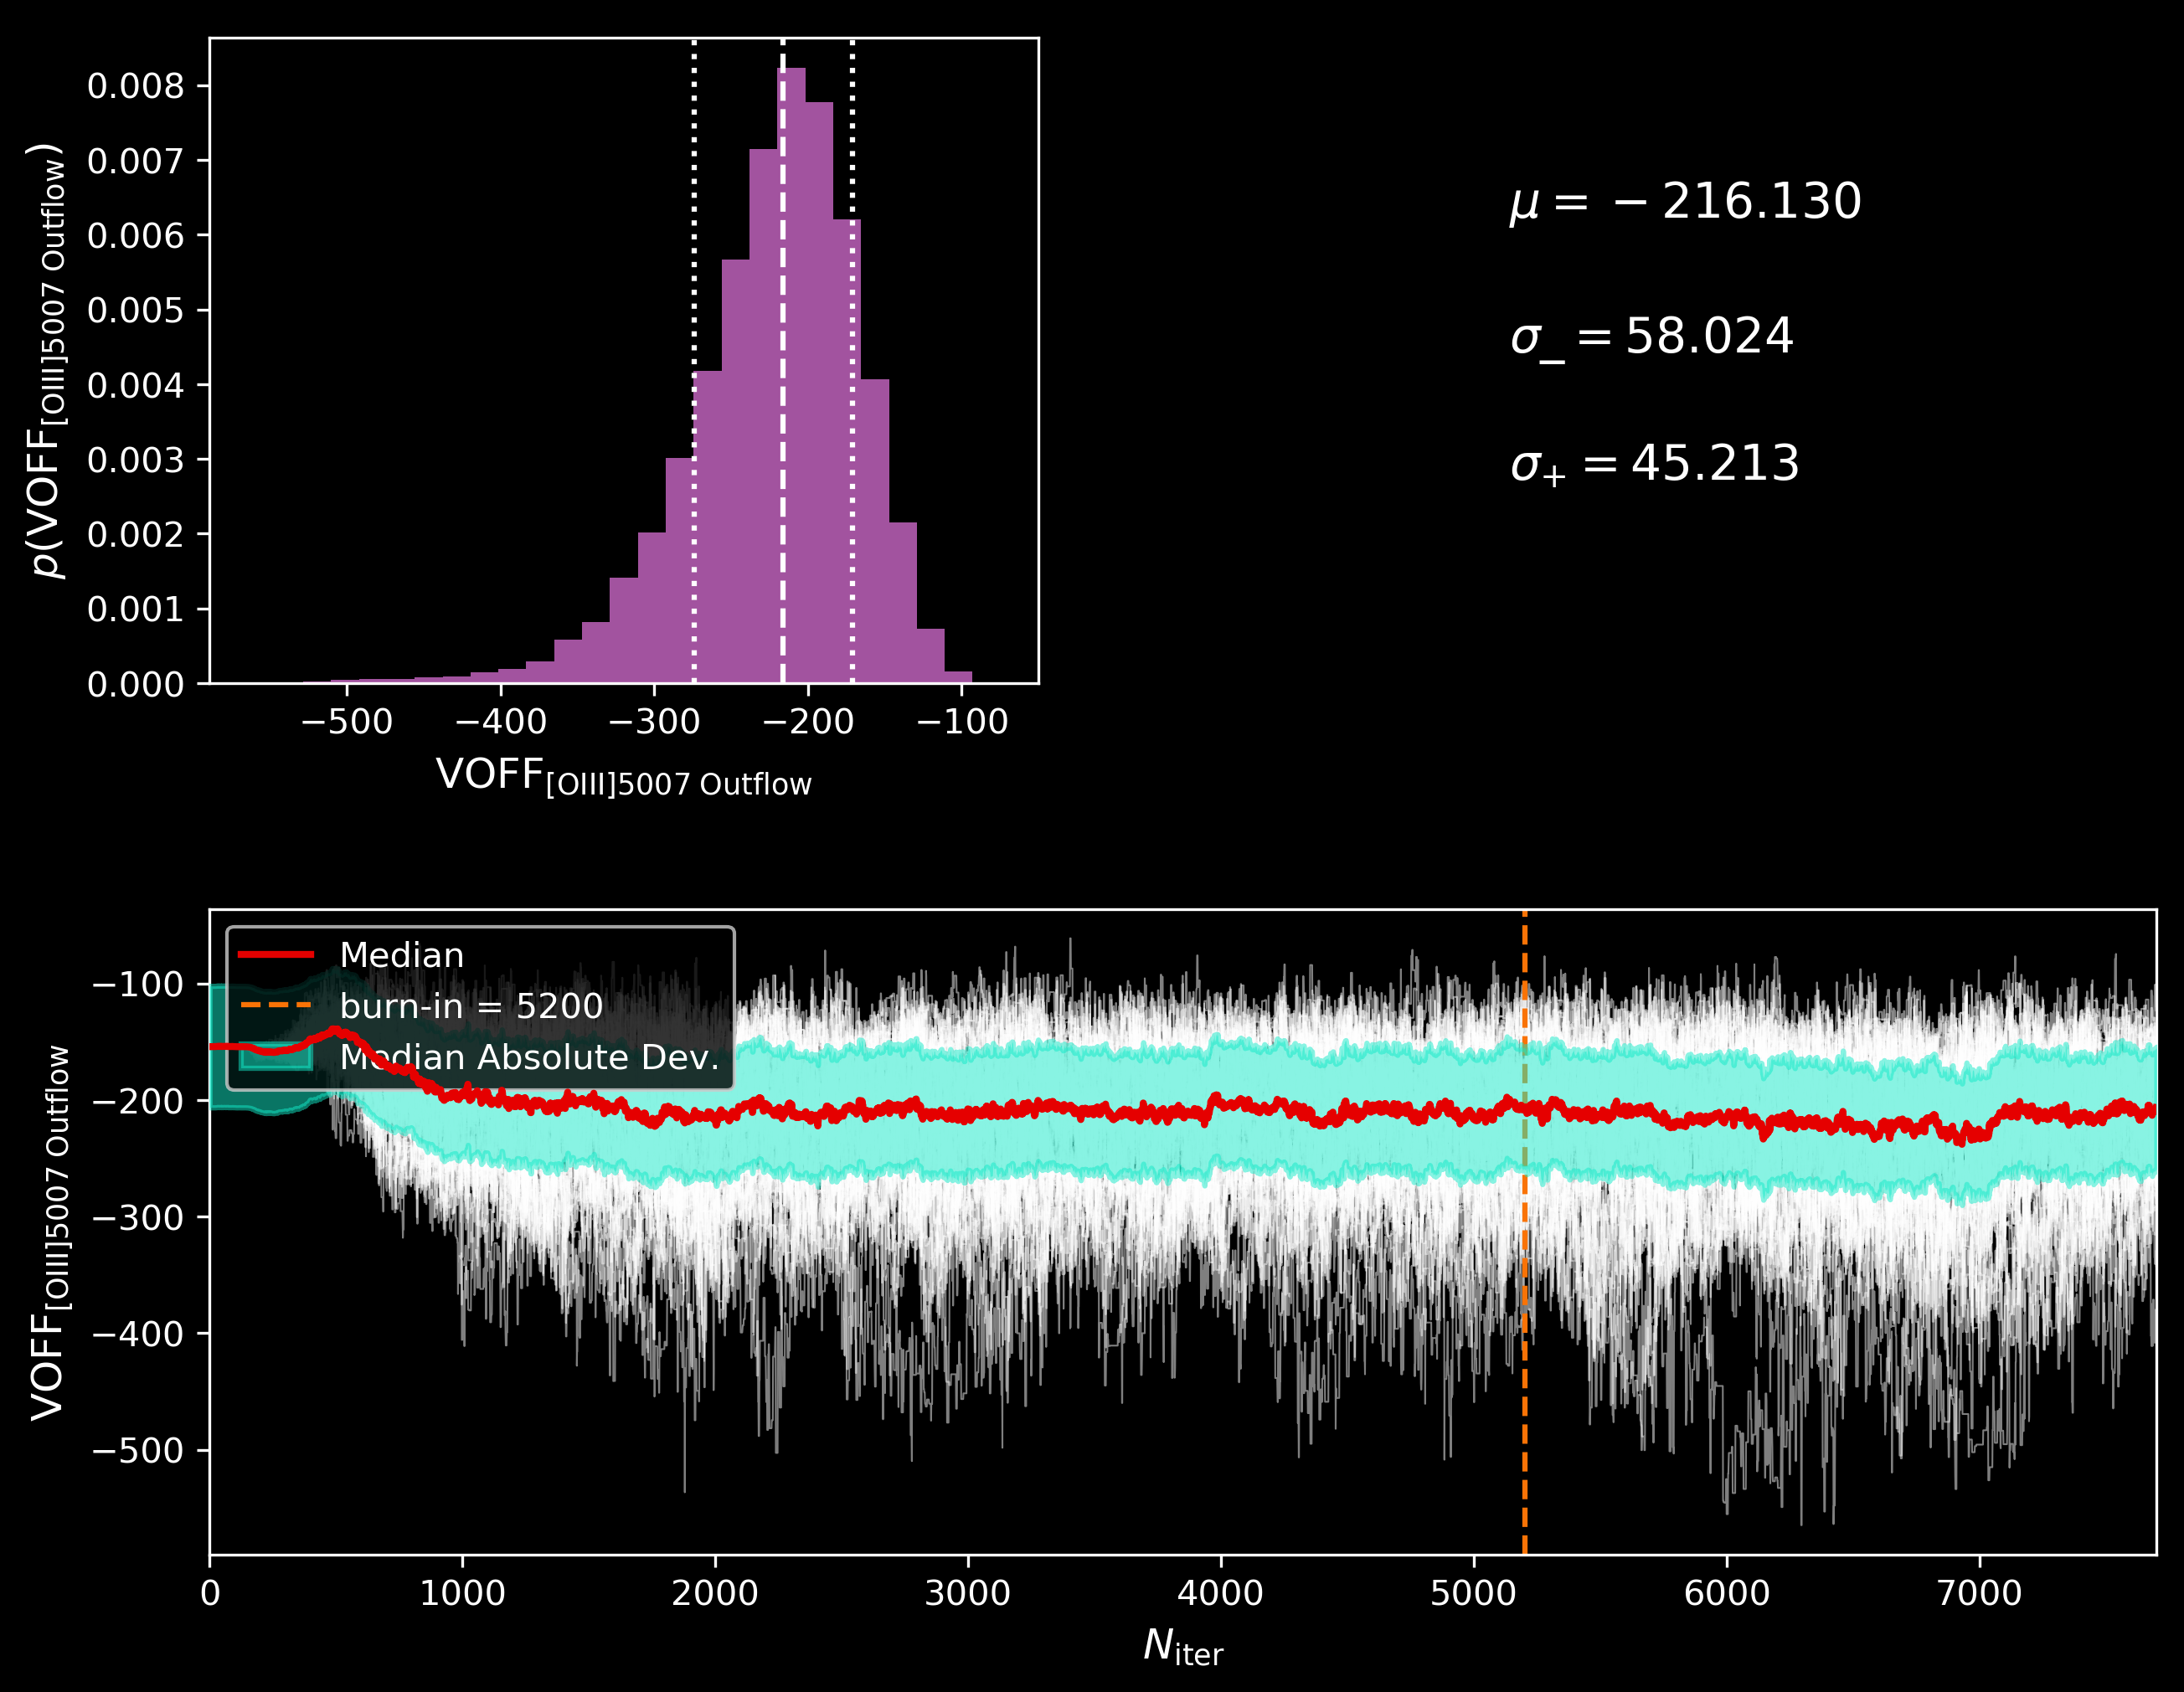 p(VOFF[OIII]5007 Outflow)
0.008
0.007
0.006
0.005
0.004
0.003
0.002
0.001
0.000
−500 −400 −300 −200 −100
VOFF[OIII]5007 Outflow
μ = −216.130
σ− = 58.024
σ+ = 45.213
VOFF[OIII]5007 Outflow
−100
−200
−300
−400
−500
Median
burn-in = 5200
Median Absolute Dev.
0 1000 2000 3000 4000 5000 6000 7000
Niter